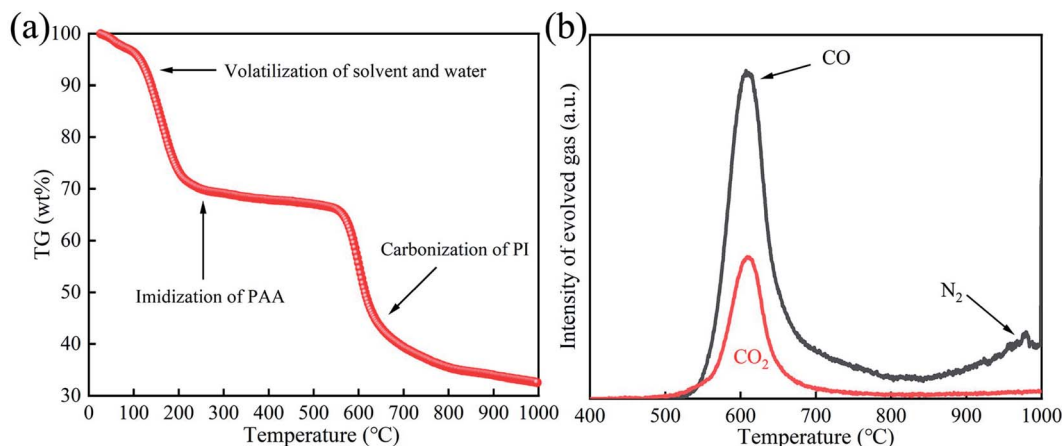 (a)
100
90
80
70
60
50
40
30
TG (wt%)
Volatilization of solvent and water
Imidization of PAA
Carbonization of PI
0 100 200 300 400 500 600 700 800 900 1000
Temperature (℃)
(b)
Intensity of evolved gas (a.u.)
CO
CO₂
N₂
400 500 600 700 800 900 1000
Temperature (℃)